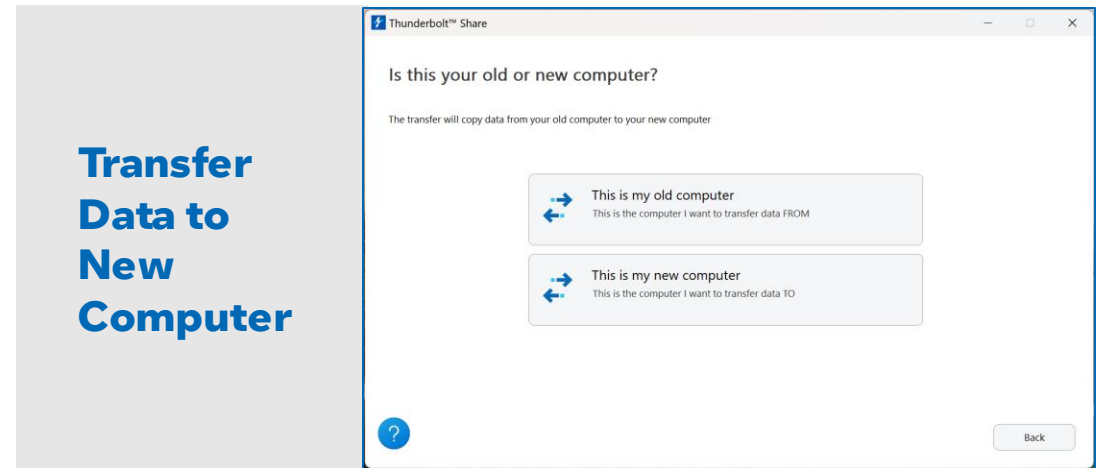 Transfer
Data to
New
Computer
Thunderbolt™ Share
Is this your old or new computer?
The transfer will copy data from your old computer to your new computer
This is my old computer
This is the computer I want to transfer data FROM
This is my new computer
This is the computer I want to transfer data TO
?
Back